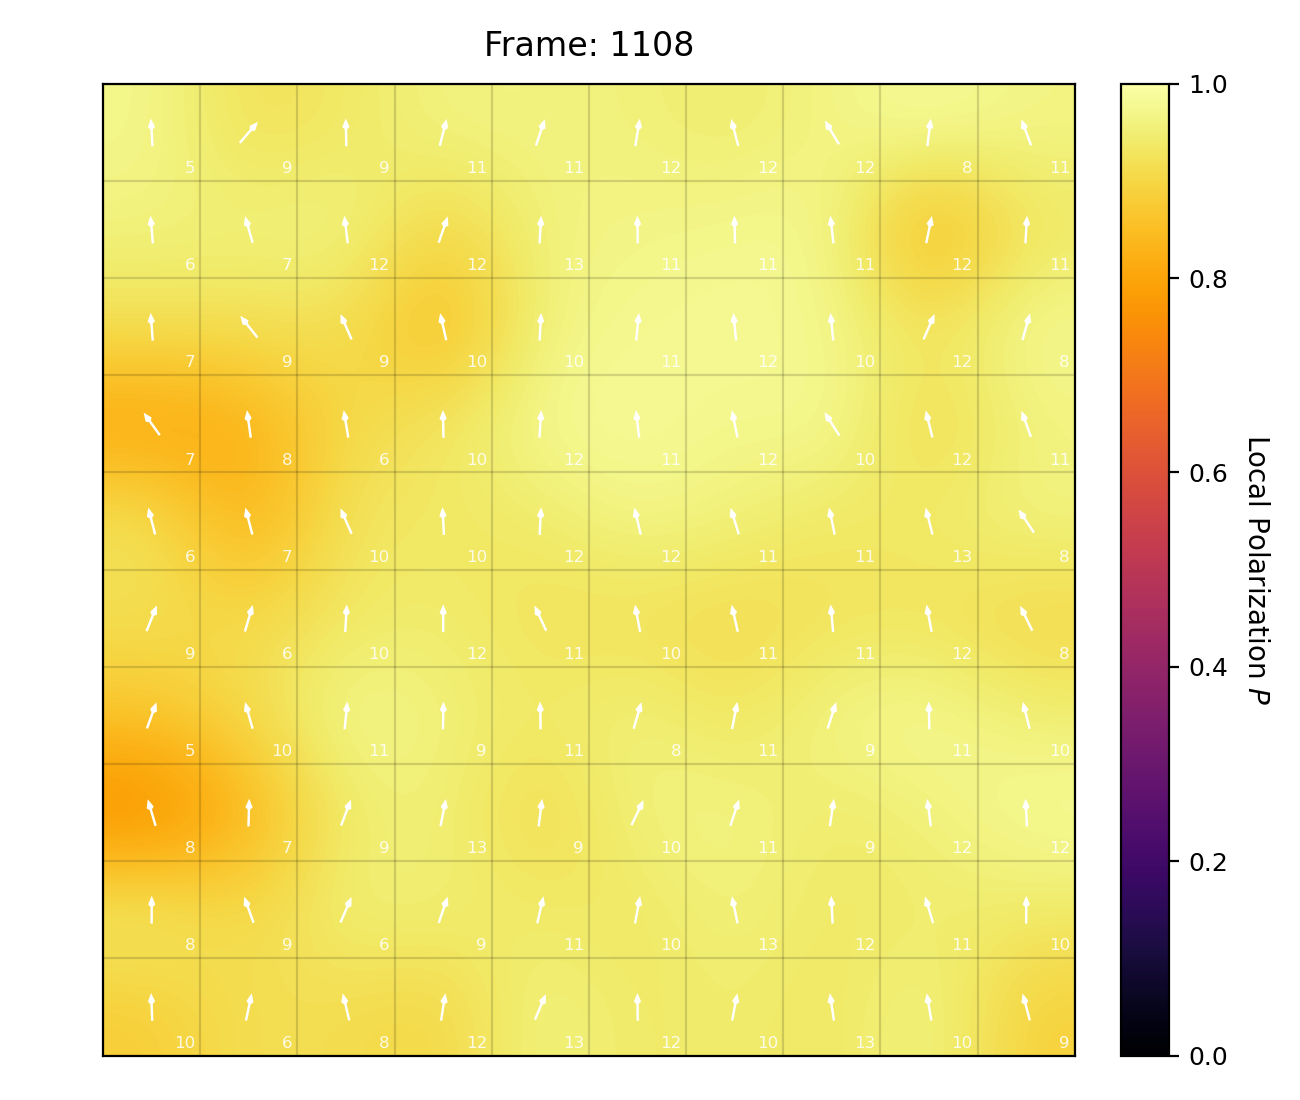 Frame: 1108
5 9 9 11 11 12 12 12 8 11
6 7 12 12 13 11 11 11 12 11
7 9 9 10 10 11 12 10 12 8
7 8 6 10 12 11 12 10 12 11
6 7 10 10 12 12 11 11 13 8
9 6 10 12 11 10 11 11 12 8
5 10 11 9 11 8 11 9 11 10
8 7 9 13 9 10 11 9 12 12
8 9 6 9 11 10 13 12 11 10
10 6 8 12 13 12 10 13 10 9
1.0
0.8
0.6
0.4
0.2
0.0
Local Polarization P